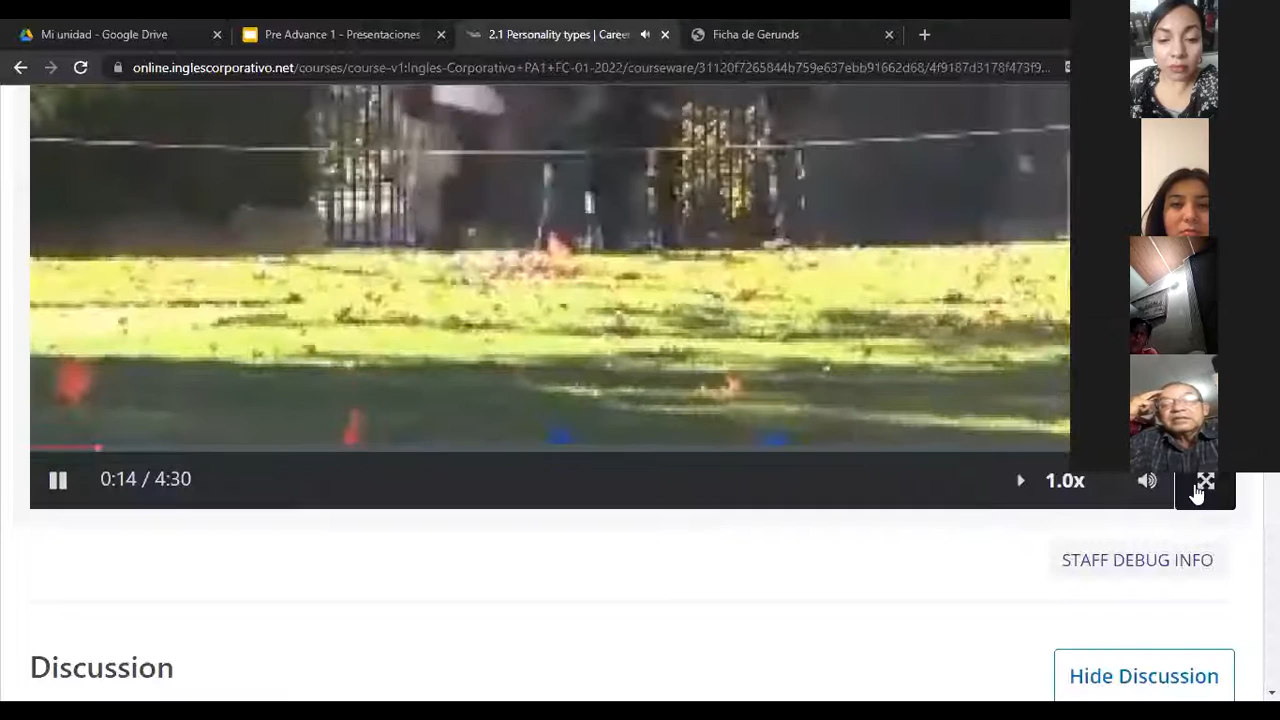 Mi unidad - Google Drive
Pre Advance 1 - Presentaciones
2.1 Personality types | Career
Ficha de Gerunds
online.inglescorporativo.net/courses/course-v1:Ingles-Corporativo+PA1+FC-01-2022/courseware/31120f7265844b759e637ebb91662d68/4f9187d3178f473f9...
0:14 / 4:30
1.0x
STAFF DEBUG INFO
Discussion
Hide Discussion